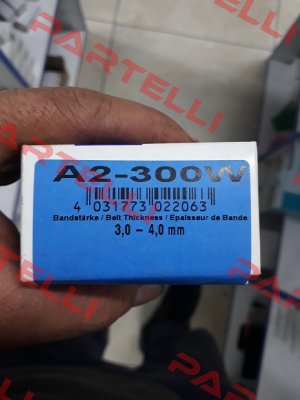 PARTELLI
A2-300W
4 031773 022063
Bandstärke / Belt Thickness / Epaisseur de Bande
3,0 – 4,0 mm
PARTELLI
PARTELLI